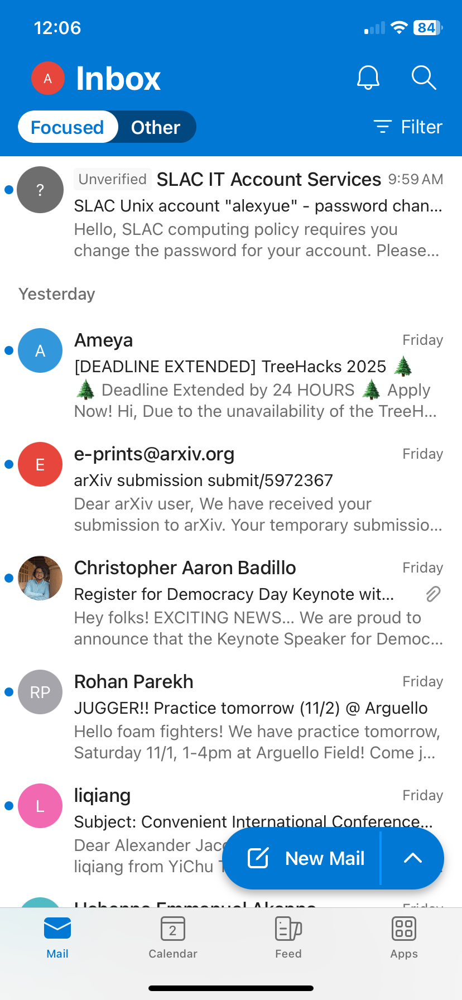 12:06
84
A
Inbox
Focused
Other
Filter
?
Unverified SLAC IT Account Services 9:59 AM
SLAC Unix account "alexyue" - password chan...
Hello, SLAC computing policy requires you
change the password for your account. Please...
Yesterday
A
Ameya Friday
[DEADLINE EXTENDED] TreeHacks 2025 🌲
🌲 Deadline Extended by 24 HOURS 🌲 Apply
Now! Hi, Due to the unavailability of the TreeH...
E
e-prints@arxiv.org Friday
arXiv submission submit/5972367
Dear arXiv user, We have received your
submission to arXiv. Your temporary submissio...
Christopher Aaron Badillo Friday
Register for Democracy Day Keynote wit...
Hey folks! EXCITING NEWS... We are proud to
announce that the Keynote Speaker for Democ...
RP
Rohan Parekh Friday
JUGGER!! Practice tomorrow (11/2) @ Arguello
Hello foam fighters! We have practice tomorrow,
Saturday 11/1, 1-4pm at Arguello Field! Come j...
L
liqiang Friday
Subject: Convenient International Conference...
Dear Alexander
liqiang from YiChu
New Mail
Friday
Mail
2
Calendar
Feed
Apps